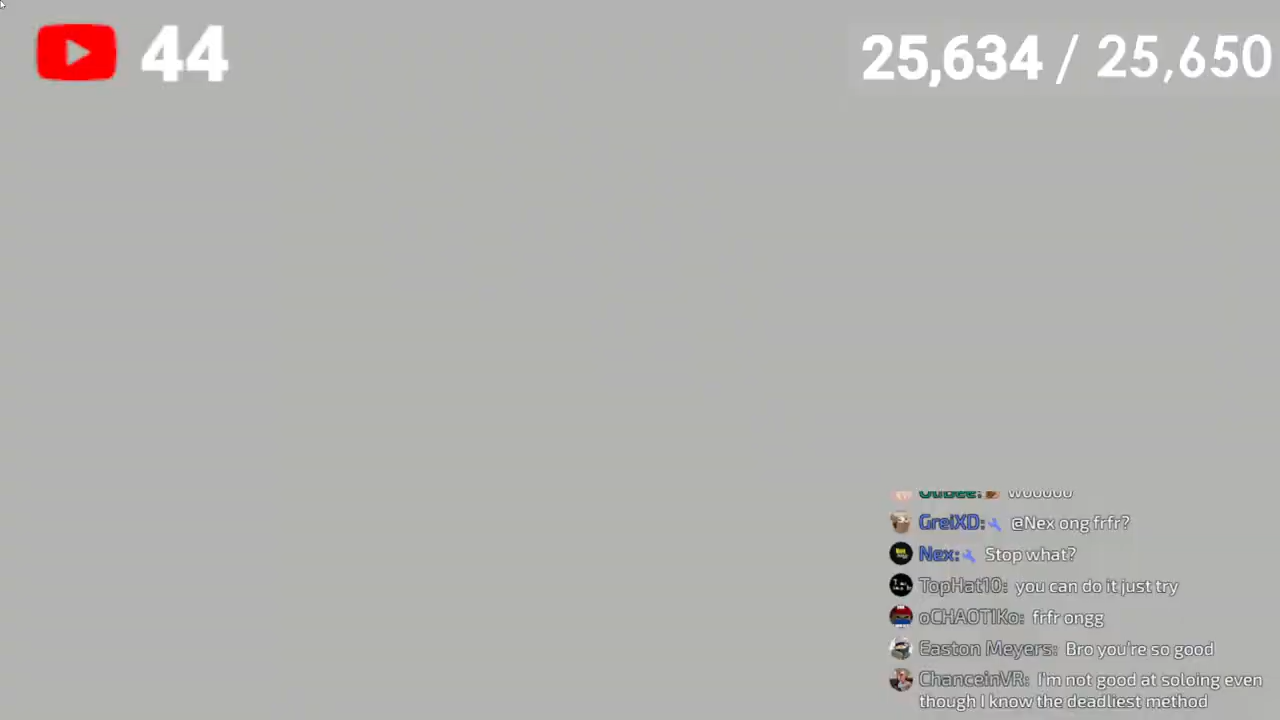 44
25,634 / 25,650
wooooo
GreiXD: @Nex ong frfr?
Nex: Stop what?
TopHat10: you can do it just try
oCHAOTIKo: frfr ongg
Easton Meyers: Bro you're so good
ChanceinVR: I'm not good at soloing even
though I know the deadliest method